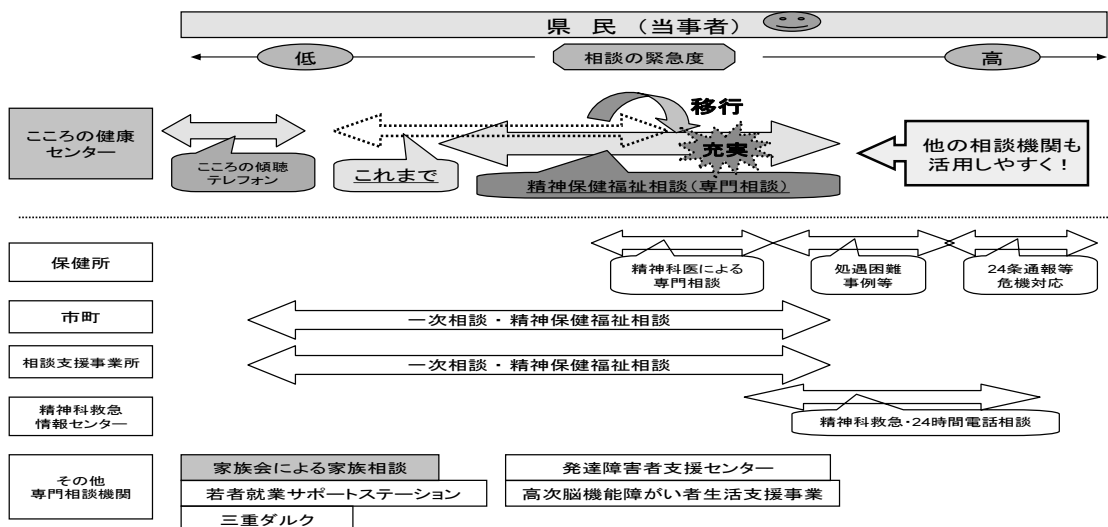 県 民 （当事者）
低
相談の緊急度
高
こころの健康
センター
移行
充実
他の相談機関も
活用しやすく！
こころの傾聴
テレフォン
これまで
精神保健福祉相談（専門相談）
保健所
精神科医による
専門相談
処遇困難
事例等
24条通報等
危機対応
市町
一次相談・精神保健福祉相談
相談支援事業所
一次相談・精神保健福祉相談
精神科救急
情報センター
精神科救急・24時間電話相談
その他
専門相談機関
家族会による家族相談
発達障害者支援センター
若者就業サポートステーション
高次脳機能障がい者生活支援事業
三重ダルク